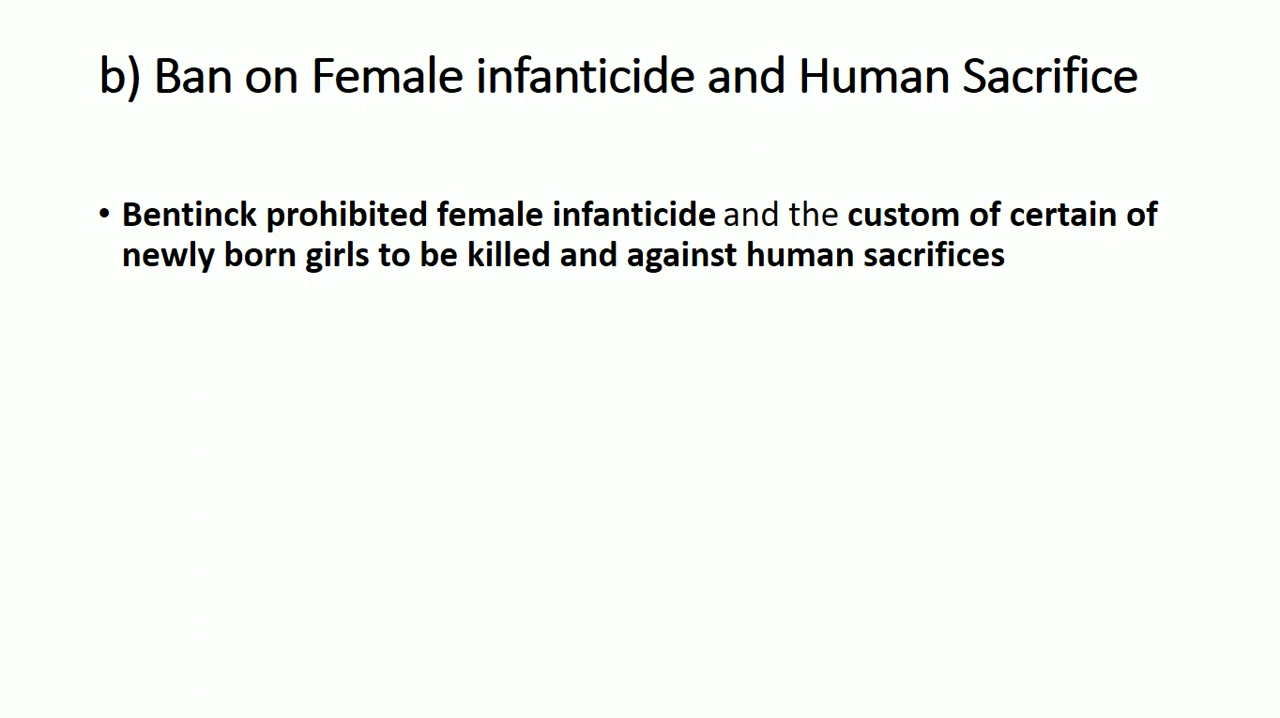 b) Ban on Female infanticide and Human Sacrifice
• Bentinck prohibited female infanticide and the custom of certain of
newly born girls to be killed and against human sacrifices